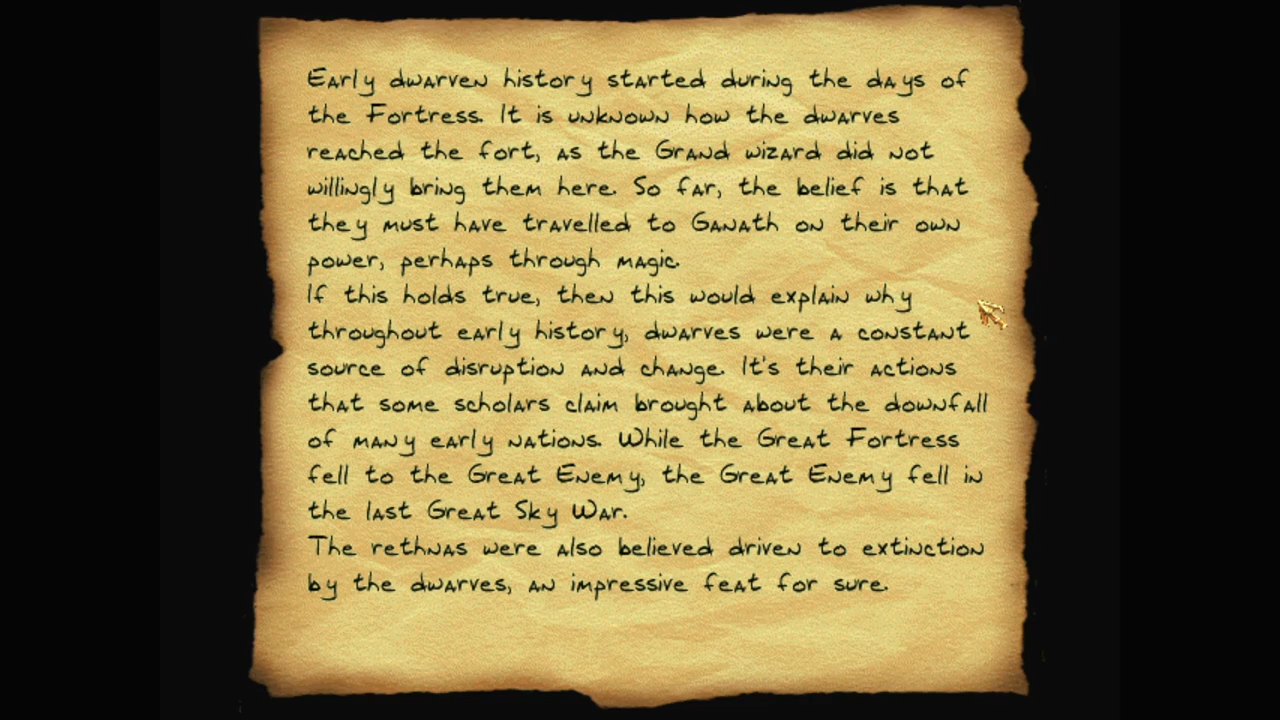 Early dwarven history started during the days of
the Fortress. It is unknown how the dwarves
reached the fort, as the Grand wizard did not
willingly bring them here. So far, the belief is that
they must have travelled to Ganath on their own
power, perhaps through magic.
If this holds true, then this would explain why
throughout early history, dwarves were a constant
source of disruption and change. It's their actions
that some scholars claim brought about the downfall
of many early nations. While the Great Fortress
fell to the Great Enemy, the Great Enemy fell in
the last Great Sky War.
The rethnas were also believed driven to extinction
by the dwarves, an impressive feat for sure.